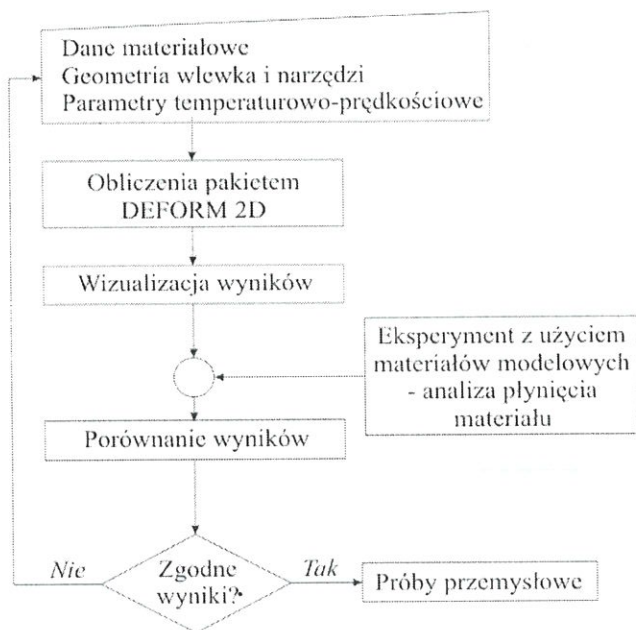 Dane materiałowe
Geometria wlewka i narzędzi
Parametry temperaturowo-prędkościowe
Obliczenia pakietem
DEFORM 2D
Wizualizacja wyników
Eksperyment z użyciem
materiałów modelowych
- analiza płynięcia
materiału
Porównanie wyników
Nie
Zgodne
wyniki?
Tak
Próby przemysłowe